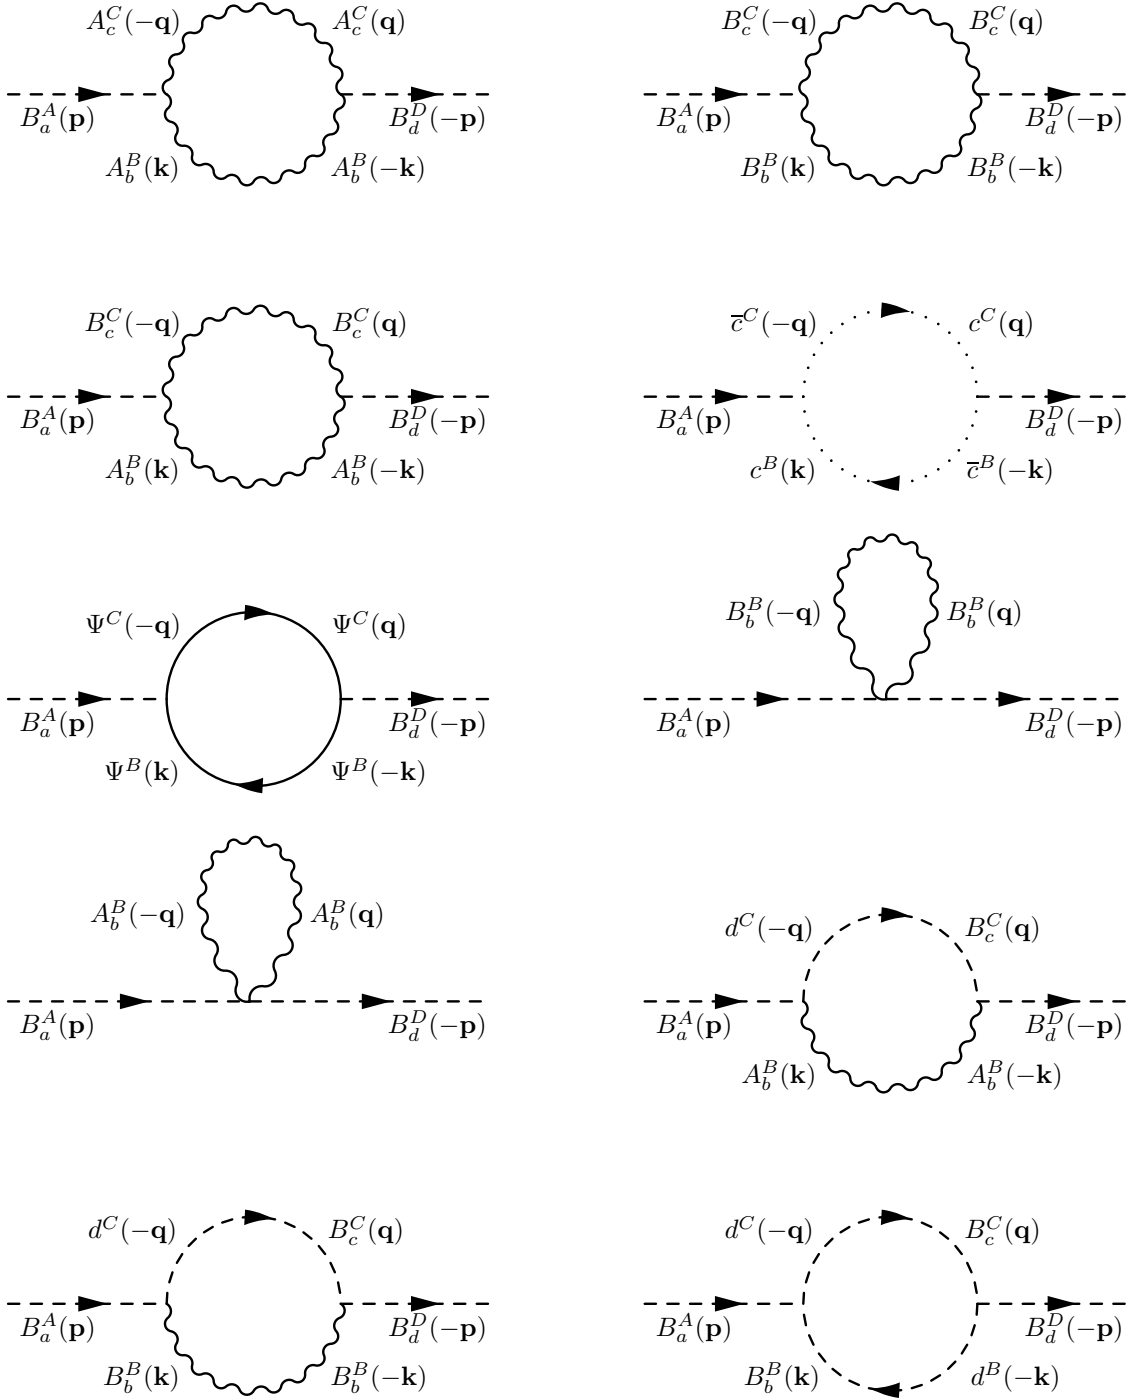 A_c^C(−q) A_c^C(q) B_c^C(−q) B_c^C(q)
B_a^A(p) B_d^D(−p) B_a^A(p) B_d^D(−p)
A_b^B(k) A_b^B(−k) B_b^B(k) B_b^B(−k)
B_c^C(−q) B_c^C(q) c̅^C(−q) c^C(q)
B_a^A(p) B_d^D(−p) B_a^A(p) B_d^D(−p)
A_b^B(k) A_b^B(−k) c^B(k) c̅^B(−k)
Ψ^C(−q) Ψ^C(q) B_b^B(−q) B_b^B(q)
B_a^A(p) B_d^D(−p) B_a^A(p) B_d^D(−p)
Ψ^B(k) Ψ^B(−k)
A_b^B(−q) A_b^B(q) d^C(−q) B_c^C(q)
B_a^A(p) B_d^D(−p) B_a^A(p) B_d^D(−p)
A_b^B(k) A_b^B(−k)
d^C(−q) B_c^C(q) d^C(−q) B_c^C(q)
B_a^A(p) B_d^D(−p) B_a^A(p) B_d^D(−p)
B_b^B(k) B_b^B(−k) B_b^B(k) d^B(−k)